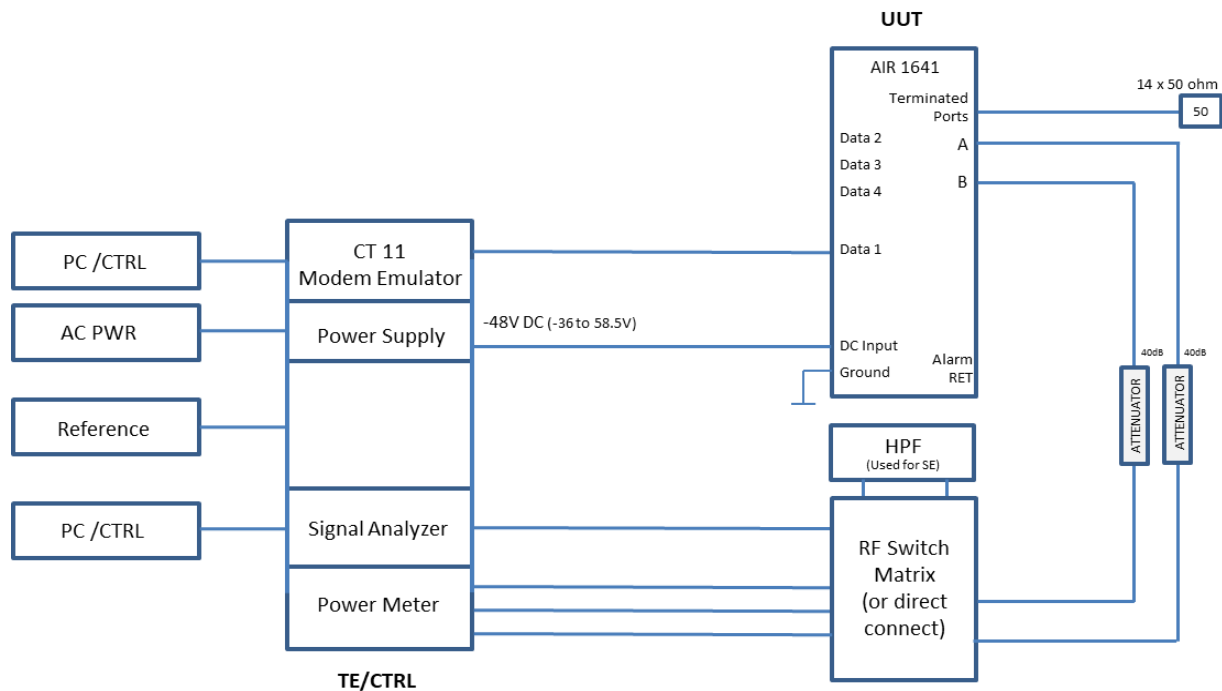 UUT
AIR 1641
Terminated
Ports
14 x 50 ohm
50
Data 2
A
Data 3
Data 4
B
PC /CTRL
CT 11
Modem Emulator
Data 1
AC PWR
Power Supply
-48V DC (-36 to 58.5V)
DC Input
Ground
Alarm
RET
40dB
40dB
ATTENUATOR
ATTENUATOR
Reference
HPF
(Used for SE)
PC /CTRL
Signal Analyzer
Power Meter
RF Switch
Matrix
(or direct
connect)
TE/CTRL